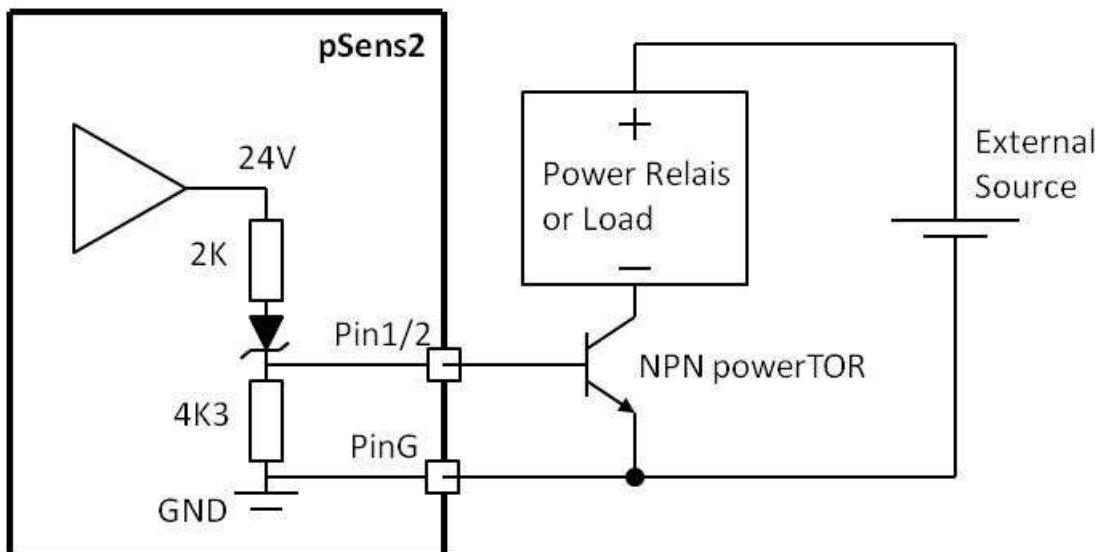 pSens2
24V
2K
Pin1/2
4K3
PinG
GND
+
Power Relais
or Load
−
NPN powerTOR
External
Source